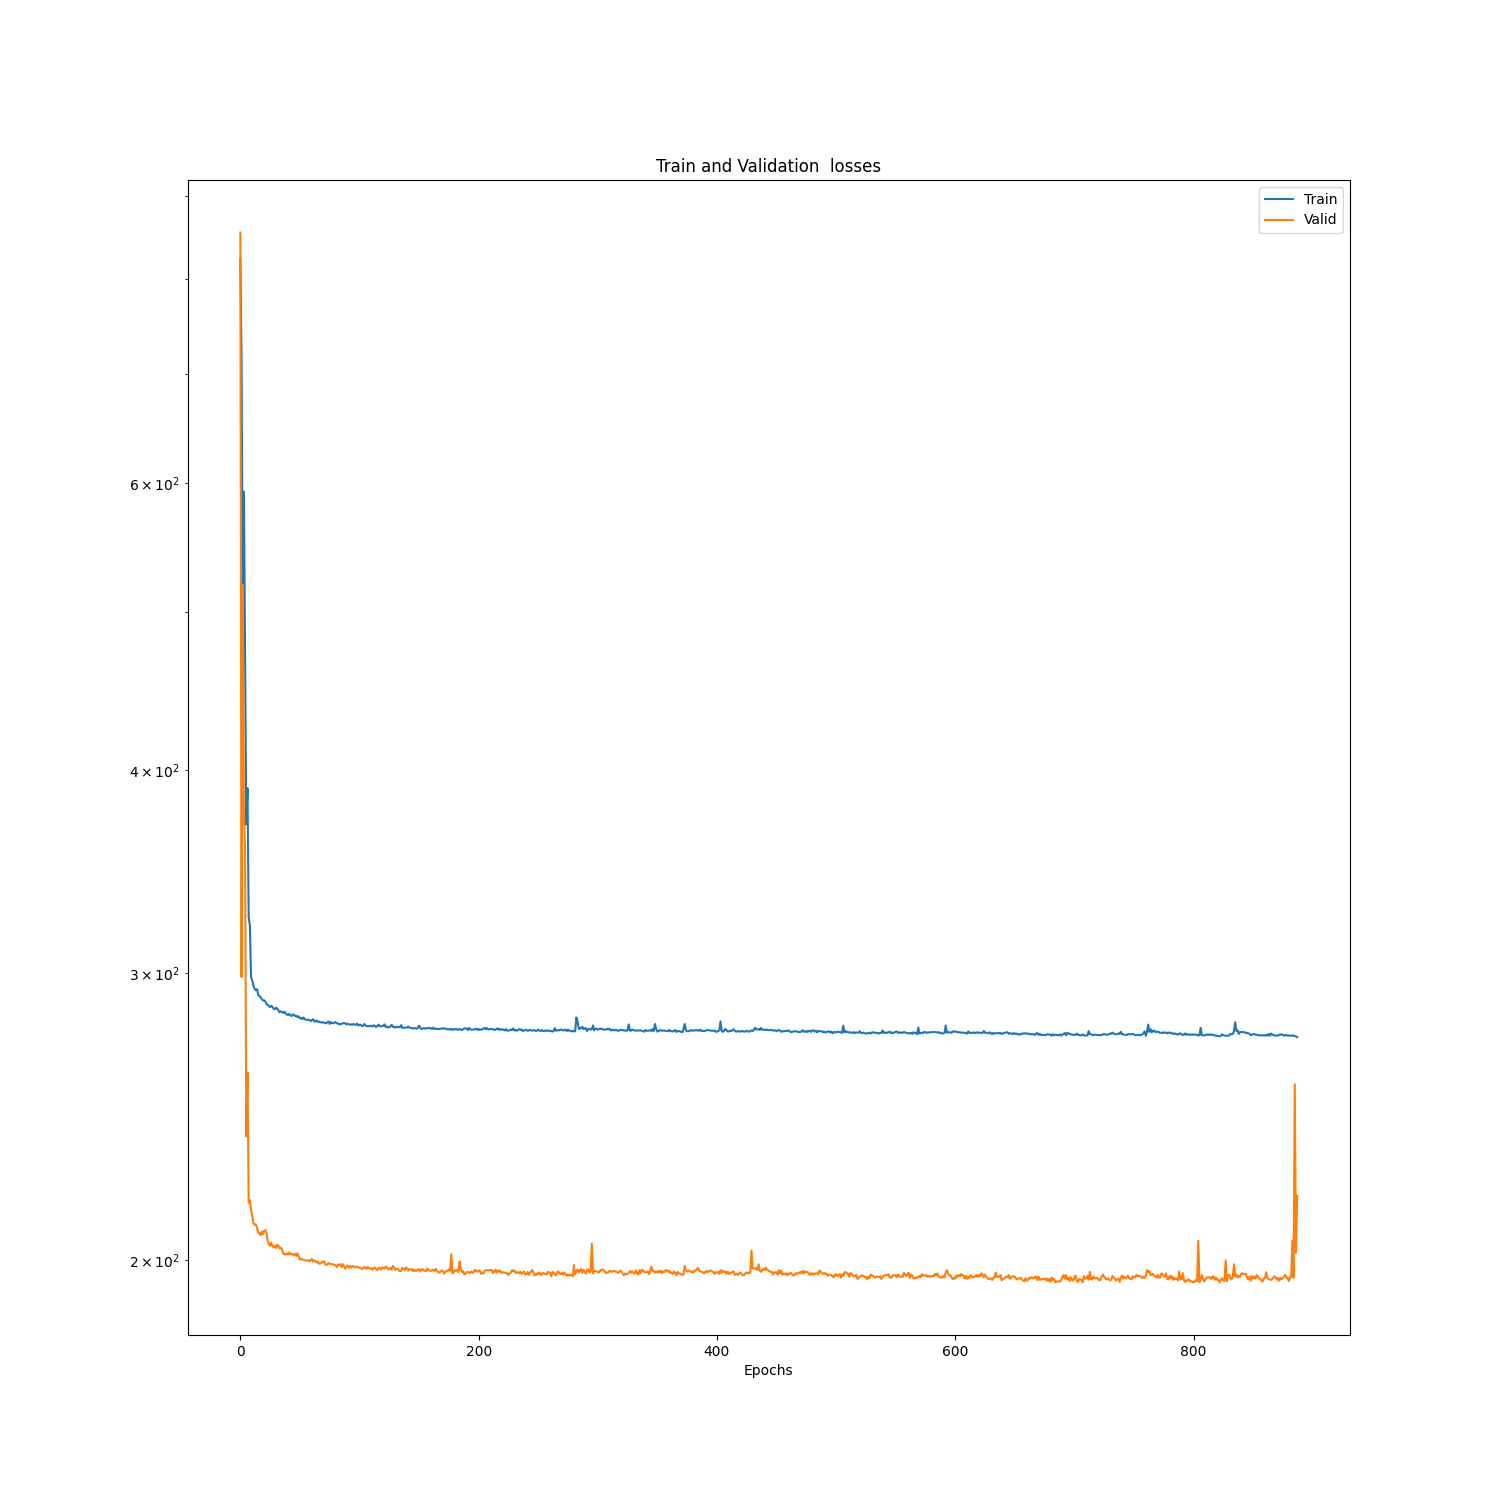 Train and Validation  losses
Train
Valid
6 × 10²
4 × 10²
3 × 10²
2 × 10²
0 200 400 600 800
Epochs